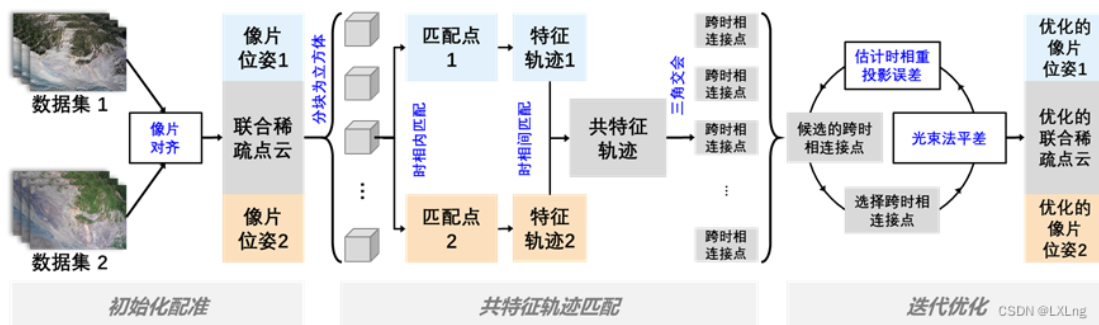 数据集 1
数据集 2
像片
对齐
像片
位姿1
联合稀
疏点云
像片
位姿2
分块为立方体
...
时相内匹配
匹配点
1
匹配点
2
特征
轨迹1
时相间匹配
特征
轨迹2
共特征
轨迹
三角交会
跨时相
连接点
跨时相
连接点
跨时相
连接点
...
跨时相
连接点
估计时相重
投影误差
候选的跨时
相连接点
光束法平差
选择跨时相
连接点
优化的
像片
位姿1
优化的
联合稀
疏点云
优化的
像片
位姿2
初始化配准
共特征轨迹匹配
迭代优化
CSDN @LXLng